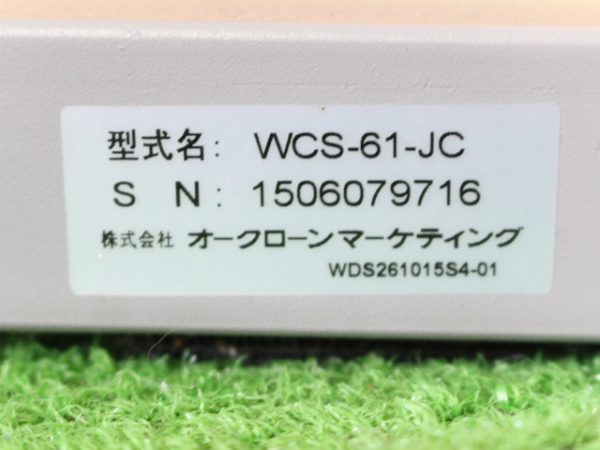 型式名: WCS-61-JC
S N: 1506079716
株式会社 オークローンマーケティング
WDS261015S4-01